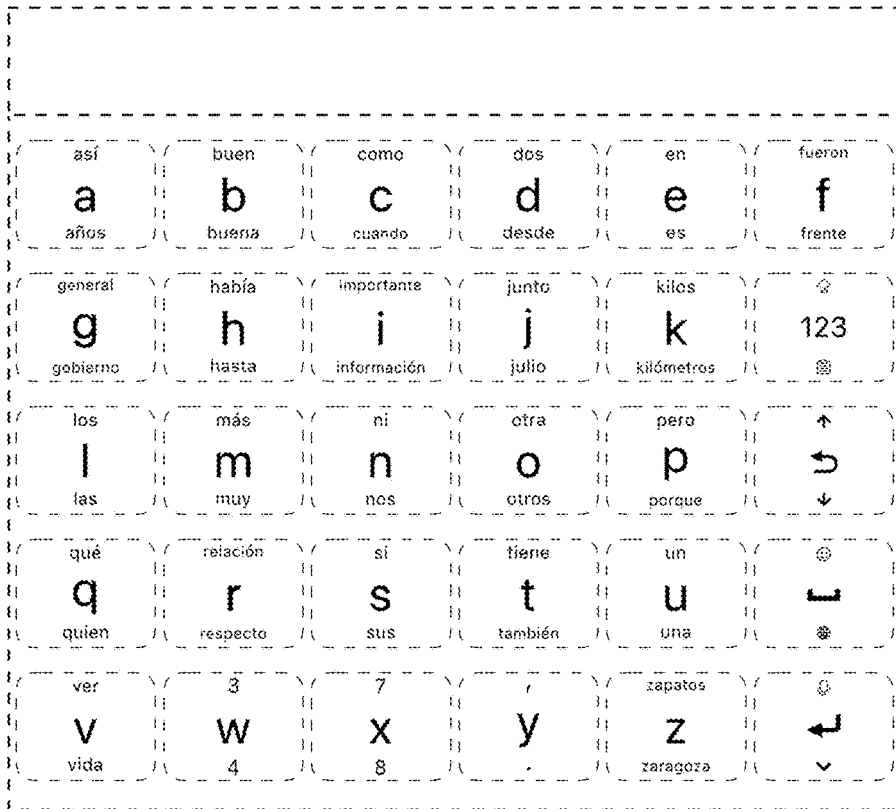 así buen como dos en fueron
a b c d e f
años buena cuando desde es frente
general había importante junto kilos
g h i j k 123
gobierno hasta información julio kilómetros
los más ni otra pero
l m n o p
las muy nos otros porque
qué relación si tiene un
q r s t u
quien respecto sus también una
ver 3 7 , zapatos
v w x y z
vida 4 8 . zaragoza